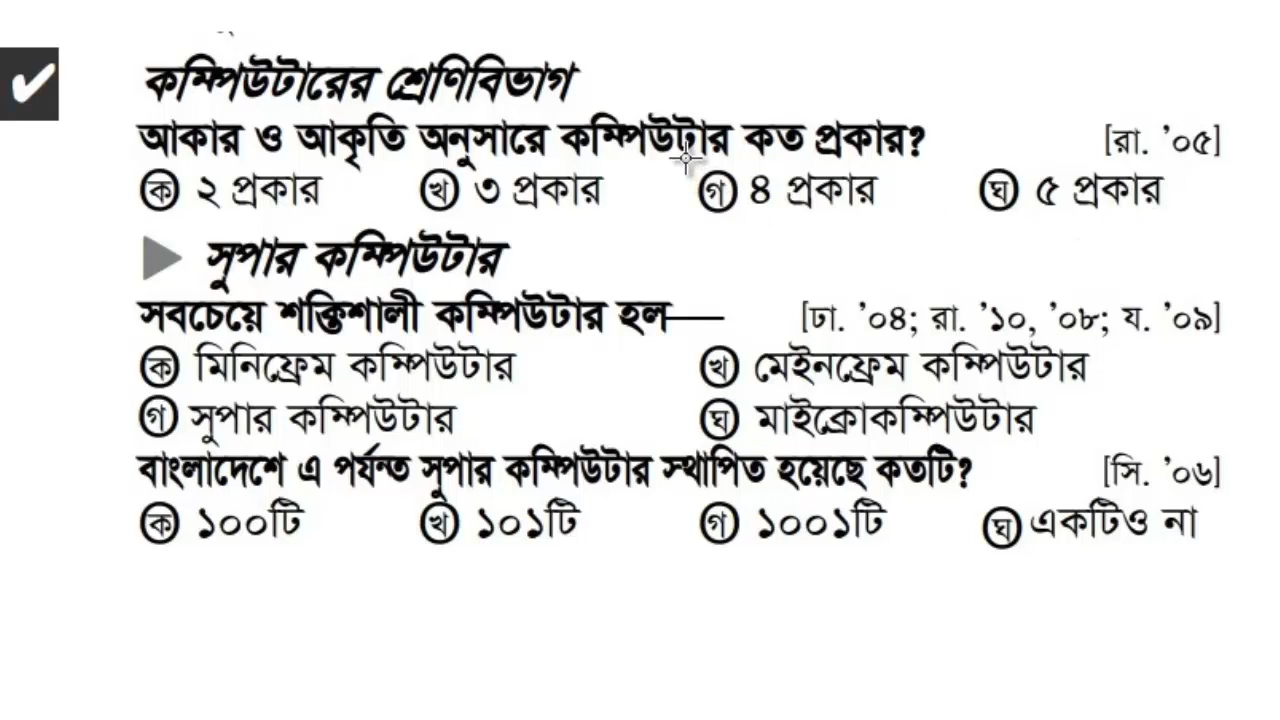 কম্পিউটারের শ্রেণিবিভাগ
আকার ও আকৃতি অনুসারে কম্পিউটার কত প্রকার? [রা. ’০৫]
ক ২ প্রকার খ ৩ প্রকার গ ৪ প্রকার ঘ ৫ প্রকার
সুপার কম্পিউটার
সবচেয়ে শক্তিশালী কম্পিউটার হল— [ঢা. ’০৪; রা. ’১০, ’০৮; য. ’০৯]
ক মিনিফ্রেম কম্পিউটার খ মেইনফ্রেম কম্পিউটার
গ সুপার কম্পিউটার ঘ মাইক্রোকম্পিউটার
বাংলাদেশে এ পর্যন্ত সুপার কম্পিউটার স্থাপিত হয়েছে কতটি? [সি. ’০৬]
ক ১০০টি খ ১০১টি গ ১০০১টি ঘ একটিও না